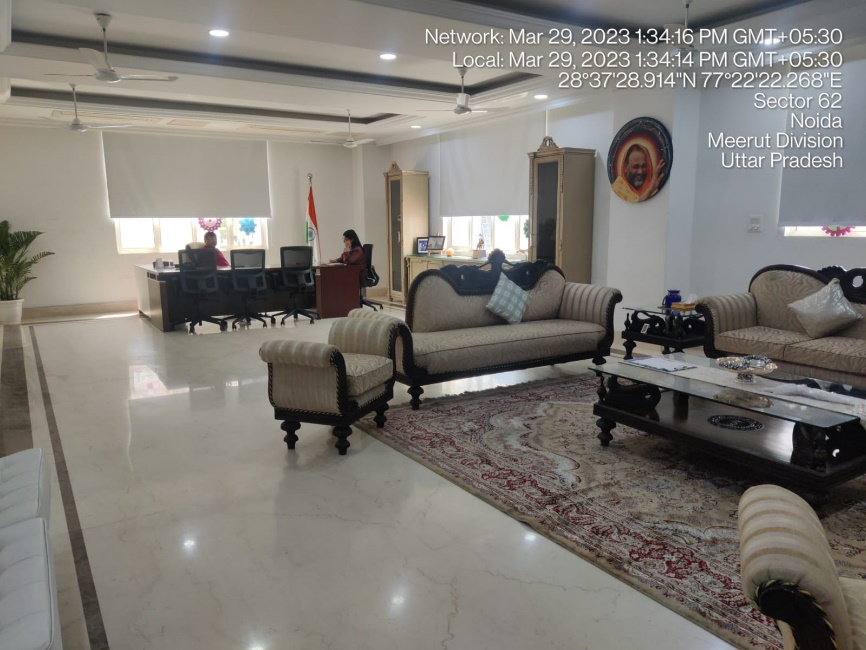 Network: Mar 29, 2023 1:34:16 PM GMT+05:30
Local: Mar 29, 2023 1:34:14 PM GMT+05:30
28°37'28.914"N 77°22'22.268"E
Sector 62
Noida
Meerut Division
Uttar Pradesh